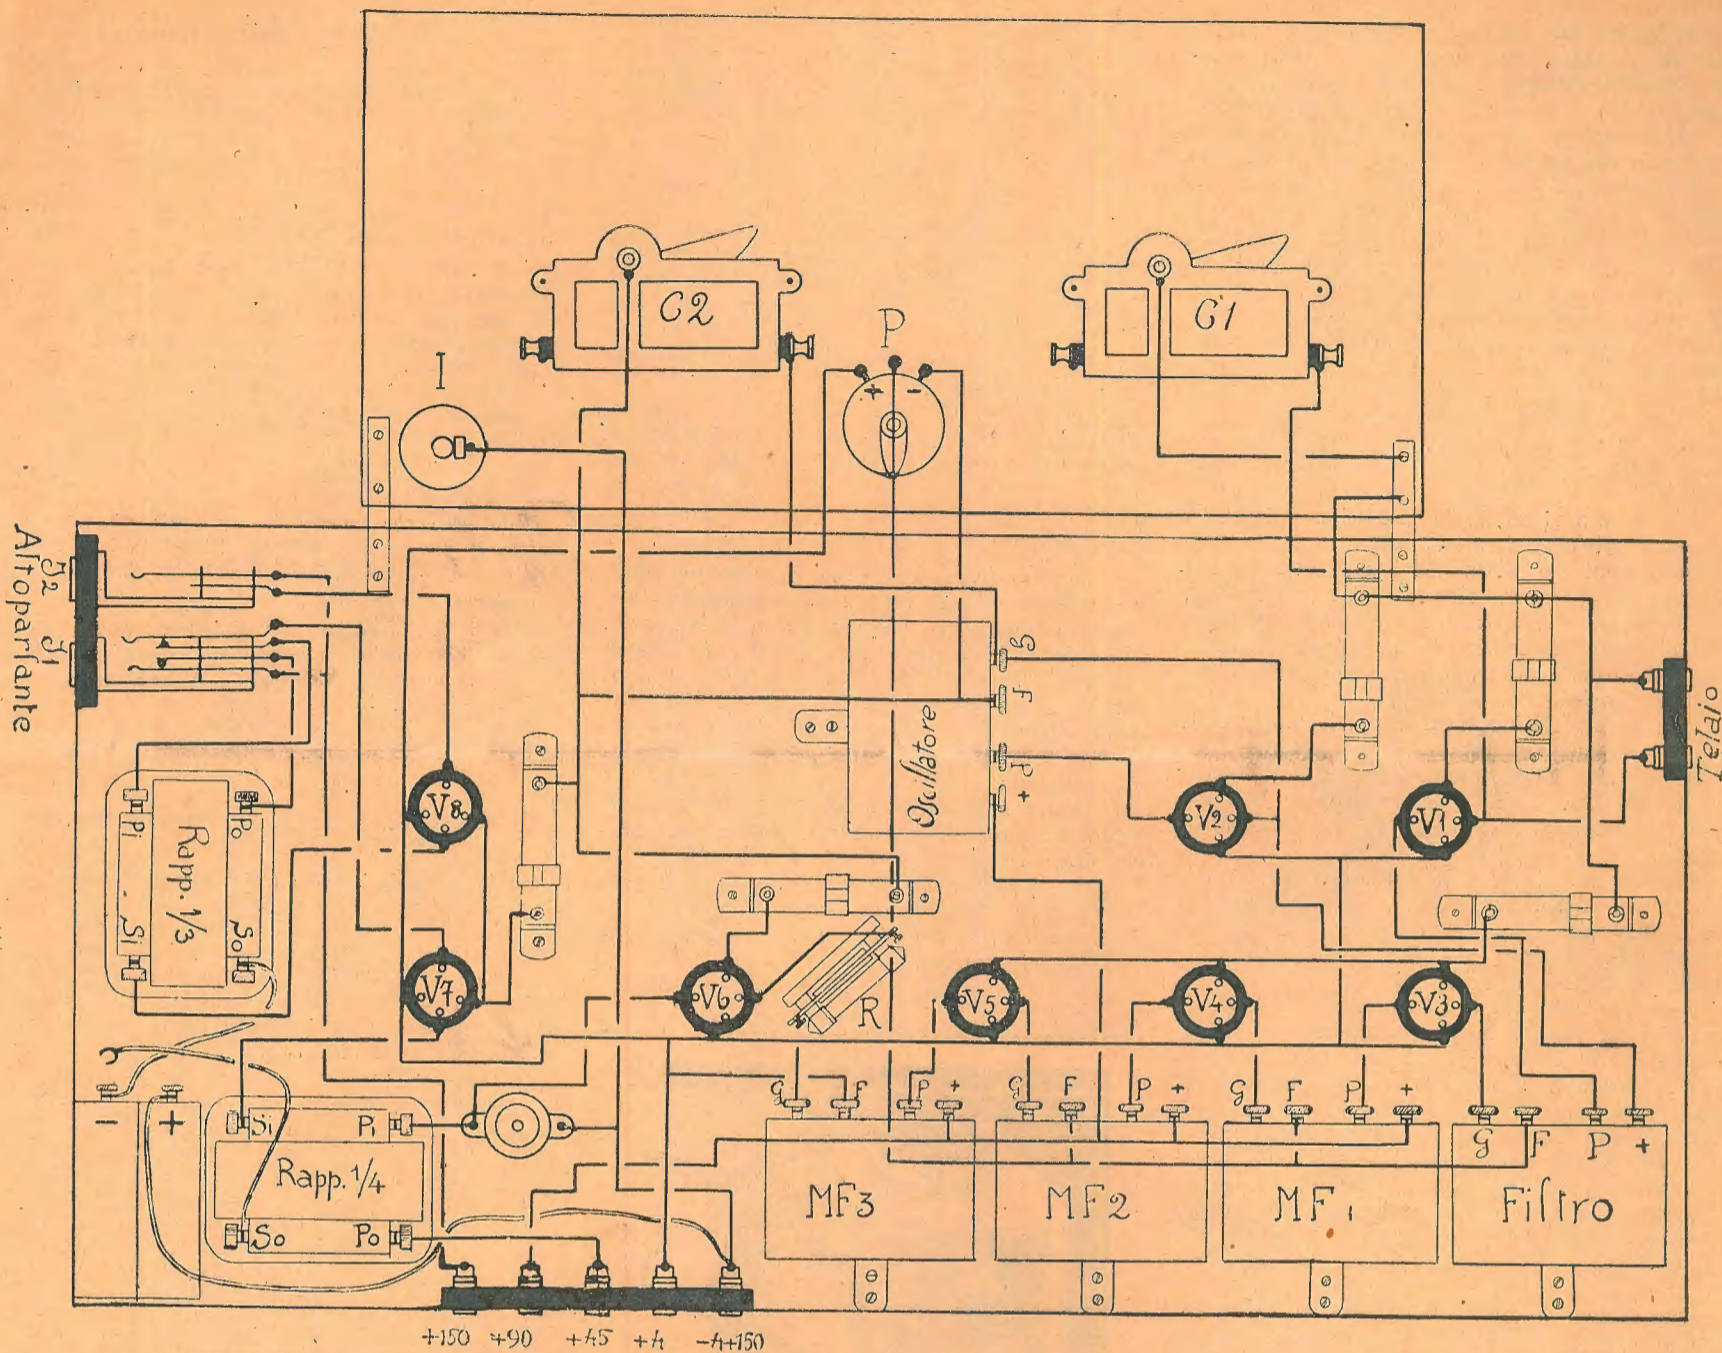 C2
C1
P
I
+ -
J2
J1
Altoparlante
G
F
P
+
Oscillatore
Telaio
V8
V2
V1
Pi
Po
Rapp. 1/3
Si
So
V7
V6
R
V5
V4
V3
- +
G F P +
G F P +
G F P +
G F P +
Si Pi
Rapp. 1/4
So Po
MF3
MF2
MF1
Filtro
+150 +90 +45 +4 -4+150